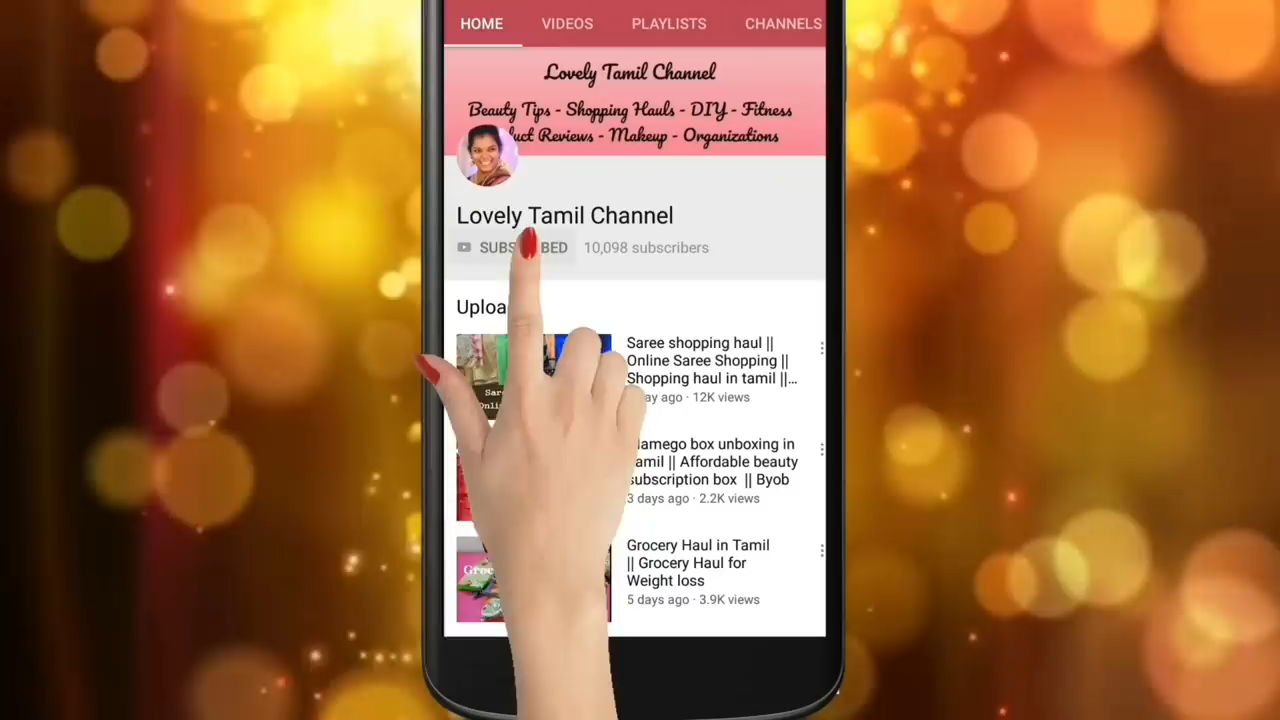 HOME VIDEOS PLAYLISTS CHANNELS
Lovely Tamil Channel
Beauty Tips - Shopping Hauls - DIY - Fitness
Reviews - Makeup - Organizations
Lovely Tamil Channel
10,098 subscribers
Saree shopping haul ||
Online Saree Shopping ||
Shopping haul in tamil ||...
ago · 12K views
box unboxing in
|| Affordable beauty
subscription box || Byob
3 days ago · 2.2K views
Grocery Haul in Tamil
|| Grocery Haul for
Weight loss
5 days ago · 3.9K views